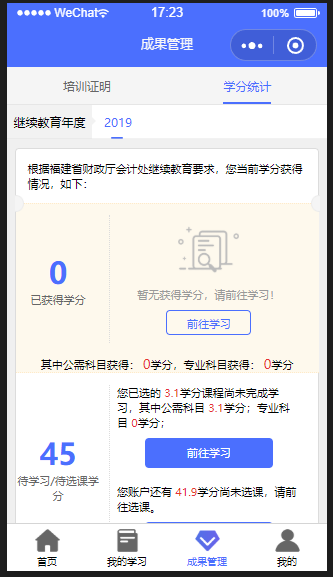 WeChat 17:23 100%
成果管理
培训证明 学分统计
继续教育年度 2019
根据福建省财政厅会计处继续教育要求，您当前学分获得
情况，如下：
0
已获得学分
暂无获得学分，请前往学习！
前往学习
其中公需科目获得： 0学分，专业科目获得： 0学分
45
待学习/待选课学
分
您已选的 3.1学分课程尚未完成学
习，其中公需科目 3.1学分；专业科
目 0学分；
前往学习
您账户还有 41.9学分尚未选课，请前
往选课。
首页 我的学习 成果管理 我的